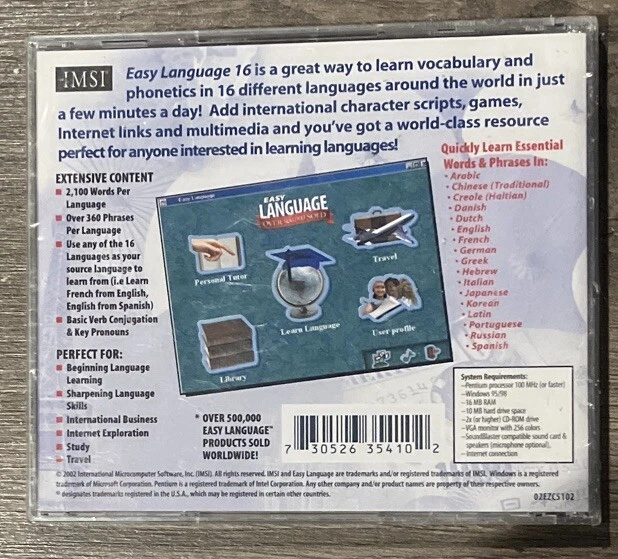 IMSI
Easy Language 16 is a great way to learn vocabulary and
phonetics in 16 different languages around the world in just
a few minutes a day! Add international character scripts, games,
Internet links and multimedia and you've got a world-class resource
perfect for anyone interested in learning languages!
EXTENSIVE CONTENT
2,100 Words Per
Language
Over 360 Phrases
Per Language
Use any of the 16
Languages as your
source language to
learn from (i.e Learn
French from English,
English from Spanish)
Basic Verb Conjugation
& Key Pronouns
PERFECT FOR:
Beginning Language
Learning
Sharpening Language
Skills
International Business
Internet Exploration
Study
Travel
Easy Language
EASY
LANGUAGE
OVER 500,000 SOLD
Personal Tutor
Travel
Learn Language
User profile
Library
Quickly Learn Essential
Words & Phrases In:
• Arabic
• Chinese (Traditional)
• Creole (Haitian)
• Danish
• Dutch
• English
• French
• German
• Greek
• Hebrew
• Italian
• Japanese
• Korean
• Latin
• Portuguese
• Russian
• Spanish
* OVER 500,000
EASY LANGUAGE™
PRODUCTS SOLD
WORLDWIDE!
7 30526 35410 2
System Requirements:
–Pentium processor 100 MHz (or faster)
–Windows 95/98
–16 MB RAM
–10 MB hard drive space
–2x (or higher) CD-ROM drive
–VGA monitor with 256 colors
–SoundBlaster compatible sound card &
speakers (microphone optional),
–Internet connection
© 2002 International Microcomputer Software, Inc. (IMSI). All rights reserved. IMSI and Easy Language are trademarks and/or registered trademarks of IMSI. Windows is a registered
trademark of Microsoft Corporation. Pentium is a registered trademark of Intel Corporation. Any other company and/or product names are property of their respective owners.
® designates trademarks registered in the U.S.A., which may be registered in certain other countries.
02EZCS102